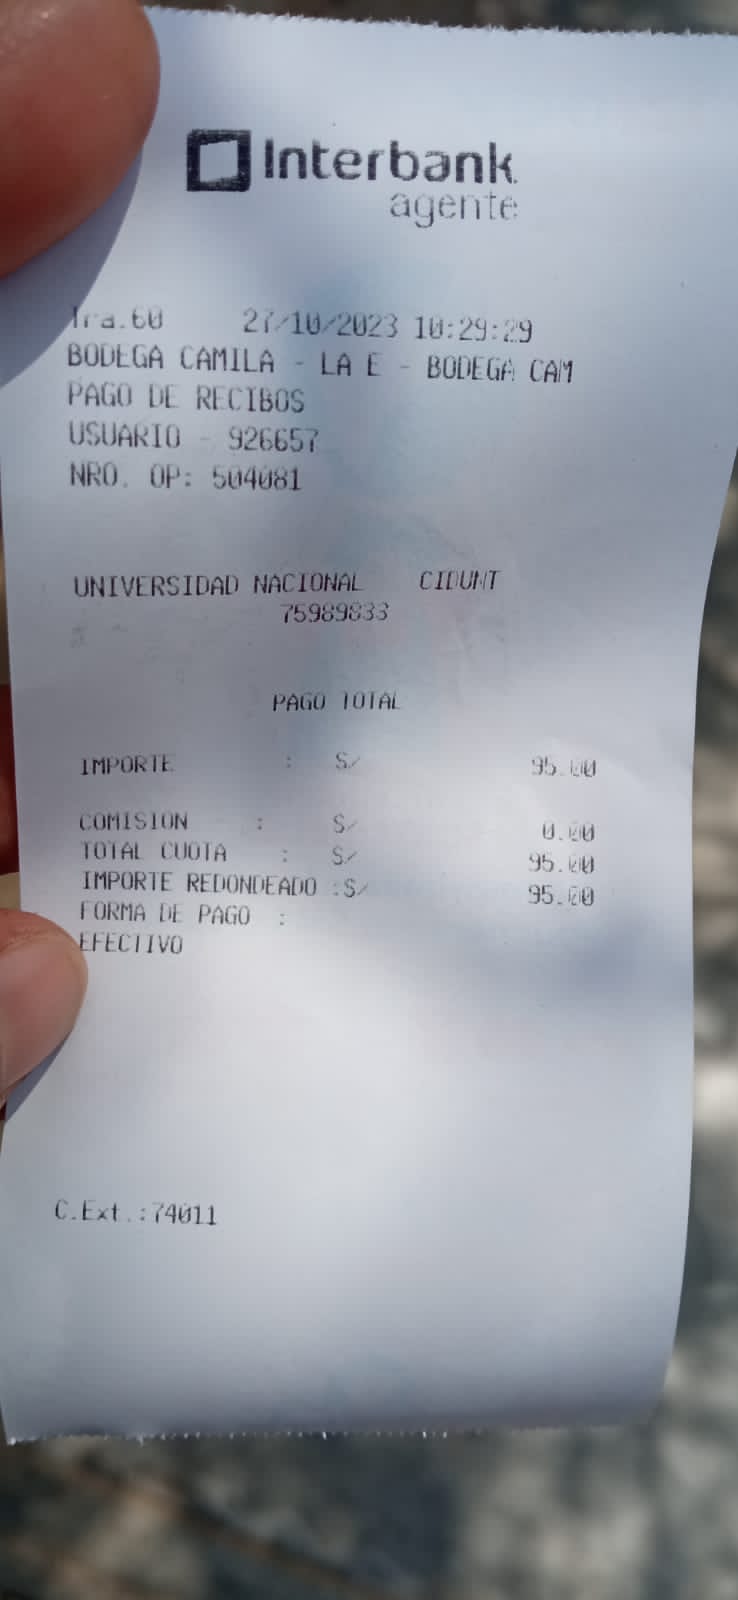 Interbank
agente
Tra.60 27/10/2023 10:29:29
BODEGA CAMILA - LA E - BODEGA CAM
PAGO DE RECIBOS
USUARIO - 926657
NRO. OP: 504081
UNIVERSIDAD NACIONAL CIDUNT
75989833
PAGO TOTAL
IMPORTE : S/ 95.00
COMISION : S/ 0.00
TOTAL CUOTA : S/ 95.00
IMPORTE REDONDEADO :S/ 95.00
FORMA DE PAGO :
EFECTIVO
C.Ext.:74011